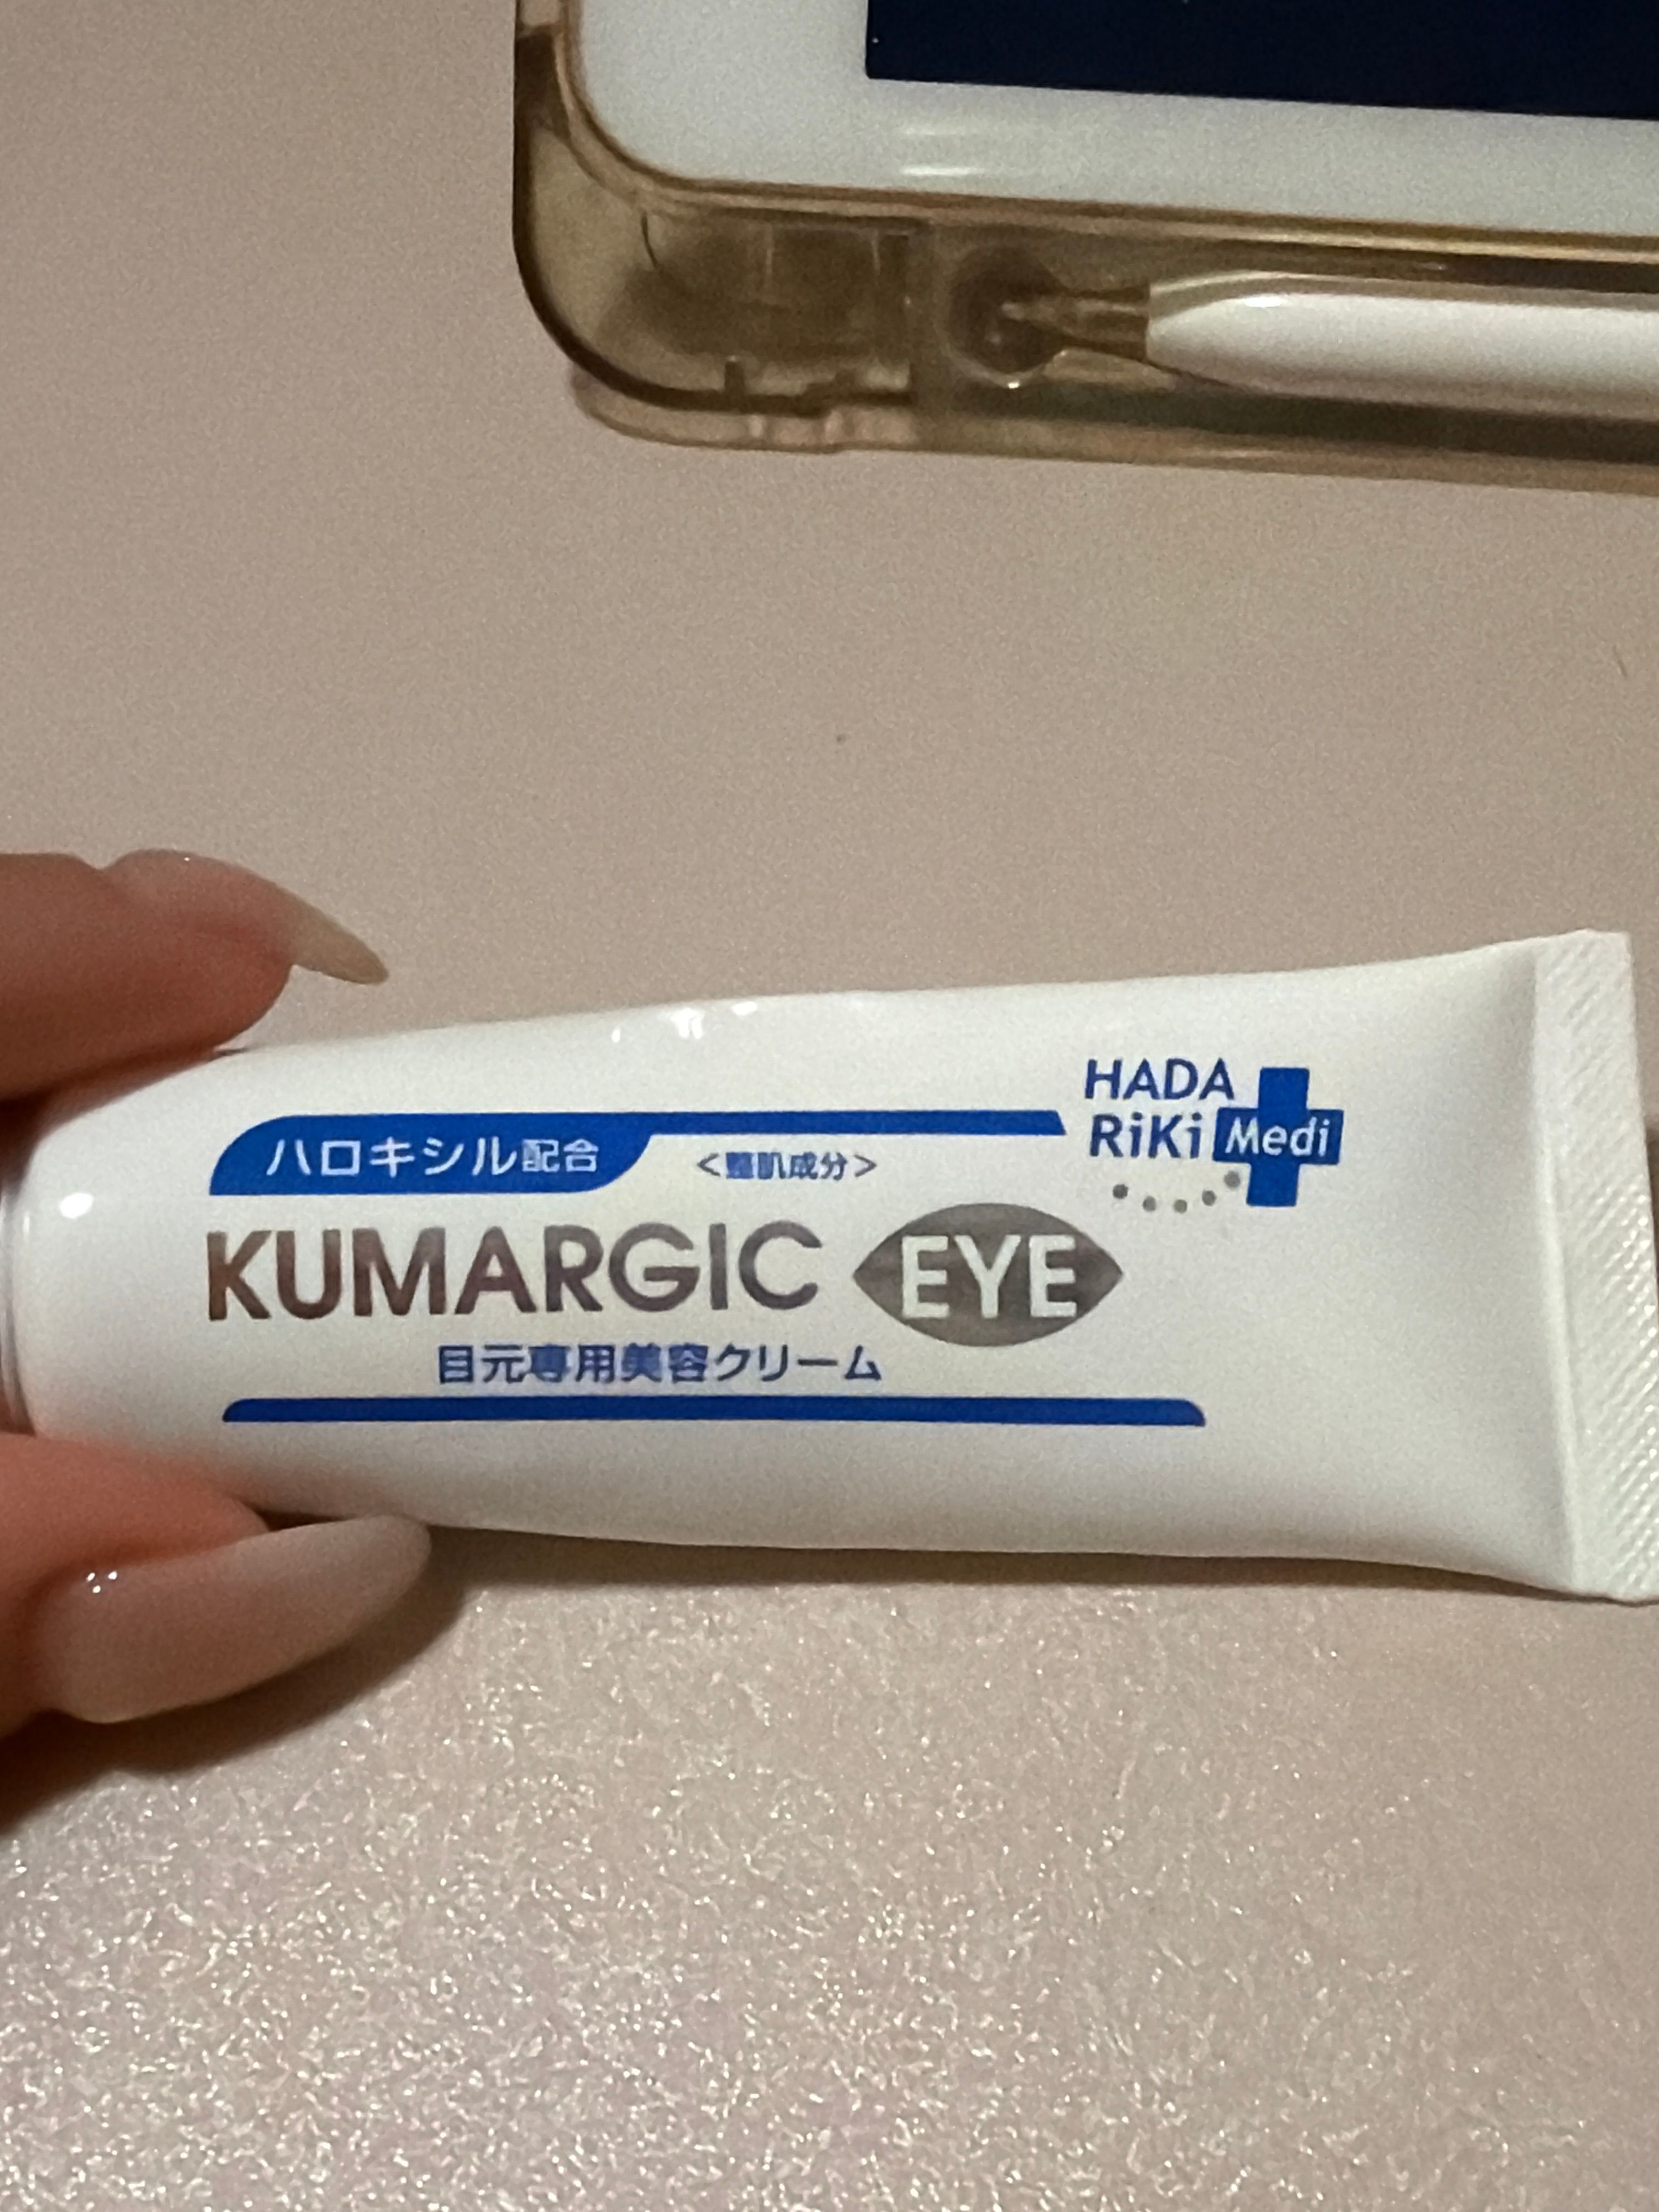 HADA
RiKi Medi
ハロキシル配合
<整肌成分>
KUMARGIC EYE
目元専用美容クリーム